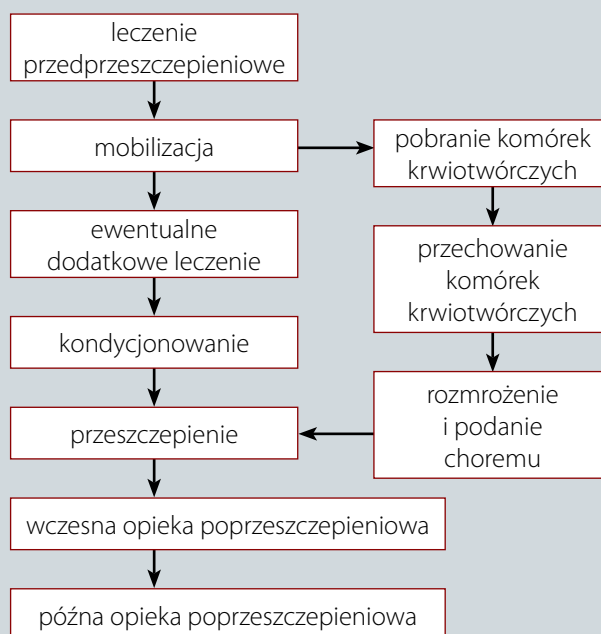 leczenie
przedprzeszczepieniowe
mobilizacja
pobranie komórek
krwiotwórczych
ewentualne
dodatkowe leczenie
przechowanie
komórek
krwiotwórczych
kondycjonowanie
rozmrożenie
i podanie
choremu
przeszczepienie
wczesna opieka poprzeszczepieniowa
późna opieka poprzeszczepieniowa